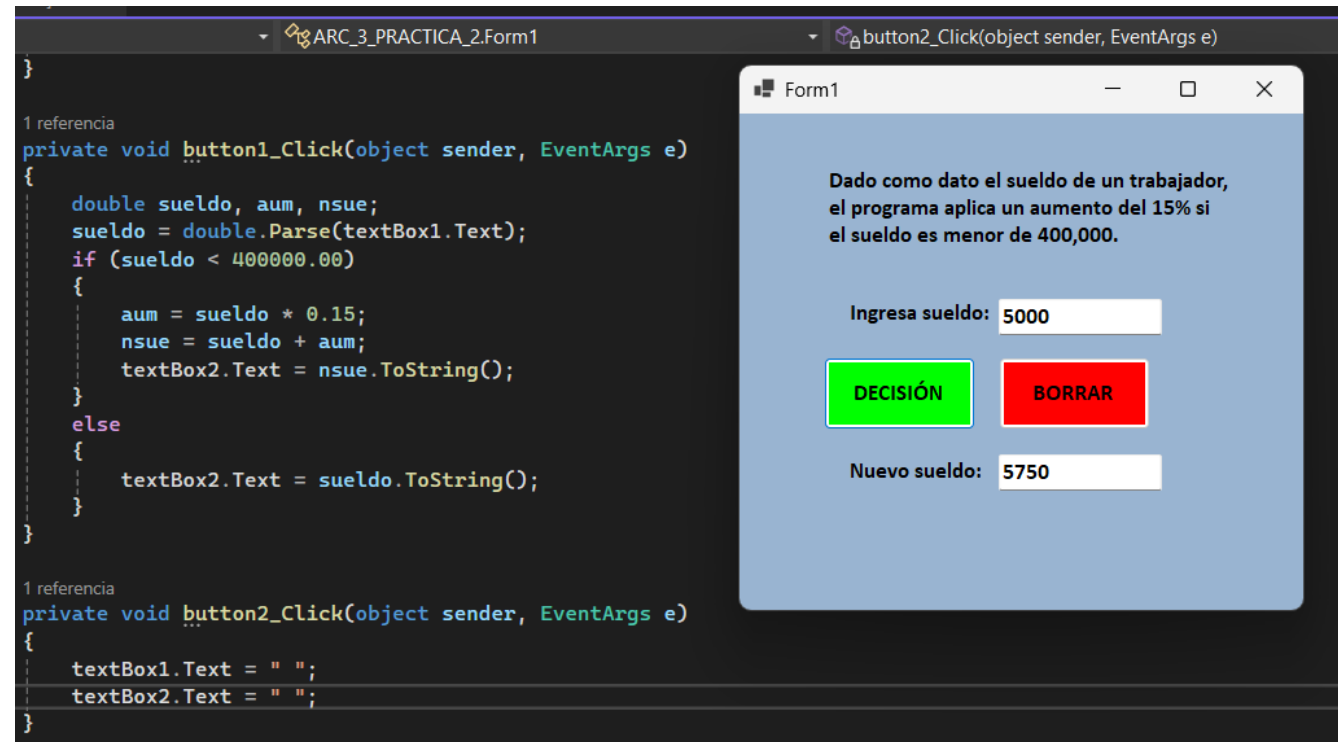 ARC_3_PRACTICA_2.Form1
button2_Click(object sender, EventArgs e)
}
1 referencia
private void button1_Click(object sender, EventArgs e)
{
double sueldo, aum, nsue;
sueldo = double.Parse(textBox1.Text);
if (sueldo < 400000.00)
{
aum = sueldo * 0.15;
nsue = sueldo + aum;
textBox2.Text = nsue.ToString();
}
else
{
textBox2.Text = sueldo.ToString();
}
}
1 referencia
private void button2_Click(object sender, EventArgs e)
{
textBox1.Text = " ";
textBox2.Text = " ";
}
Form1
Dado como dato el sueldo de un trabajador,
el programa aplica un aumento del 15% si
el sueldo es menor de 400,000.
Ingresa sueldo: 5000
DECISIÓN BORRAR
Nuevo sueldo: 5750